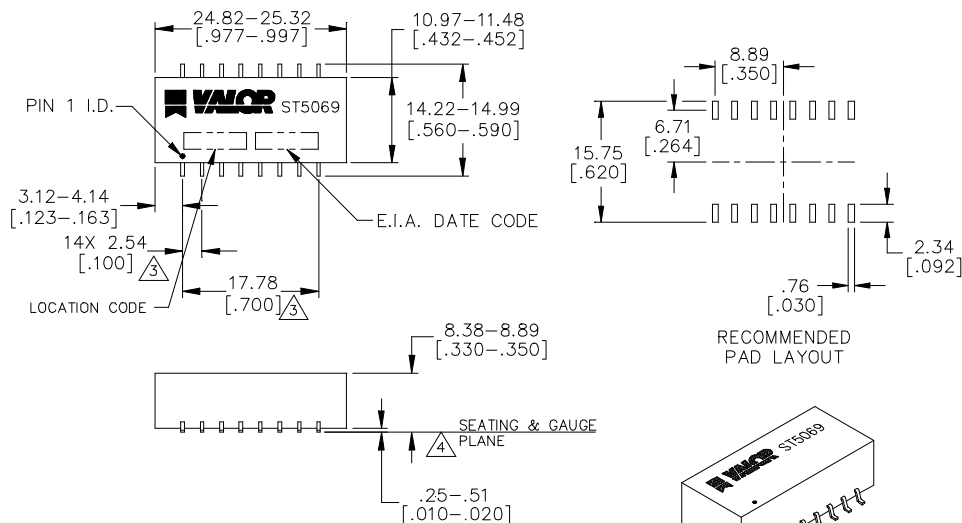 24.82–25.32
[.977–.997]
10.97–11.48
[.432–.452]
PIN 1 I.D.
VALOR ST5069
14.22–14.99
[.560–.590]
3.12–4.14
[.123–.163]
E.I.A. DATE CODE
14X 2.54
[.100] 3
LOCATION CODE
17.78
[.700] 3
8.89
[.350]
6.71
[.264]
15.75
[.620]
2.34
[.092]
.76
[.030]
RECOMMENDED
PAD LAYOUT
8.38–8.89
[.330–.350]
4 SEATING & GAUGE
PLANE
.25–.51
[.010–.020]
VALOR ST5069